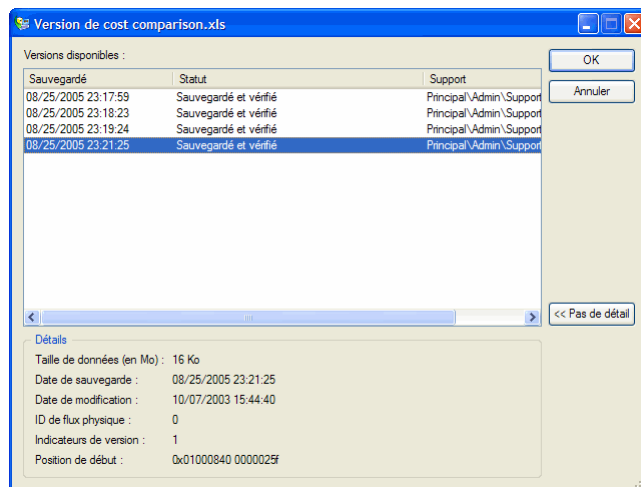 Version de cost comparison.xls
Versions disponibles :
OK
Annuler
Sauvegardé Statut Support
08/25/2005 23:17:59 Sauvegardé et vérifié Principal\Admin\Support
08/25/2005 23:18:23 Sauvegardé et vérifié Principal\Admin\Support
08/25/2005 23:19:24 Sauvegardé et vérifié Principal\Admin\Support
08/25/2005 23:21:25 Sauvegardé et vérifié Principal\Admin\Support
<< Pas de détail
Détails
Taille de données (en Mo) : 16 Ko
Date de sauvegarde : 08/25/2005 23:21:25
Date de modification : 10/07/2003 15:44:40
ID de flux physique : 0
Indicateurs de version : 1
Position de début : 0x01000840 0000025f